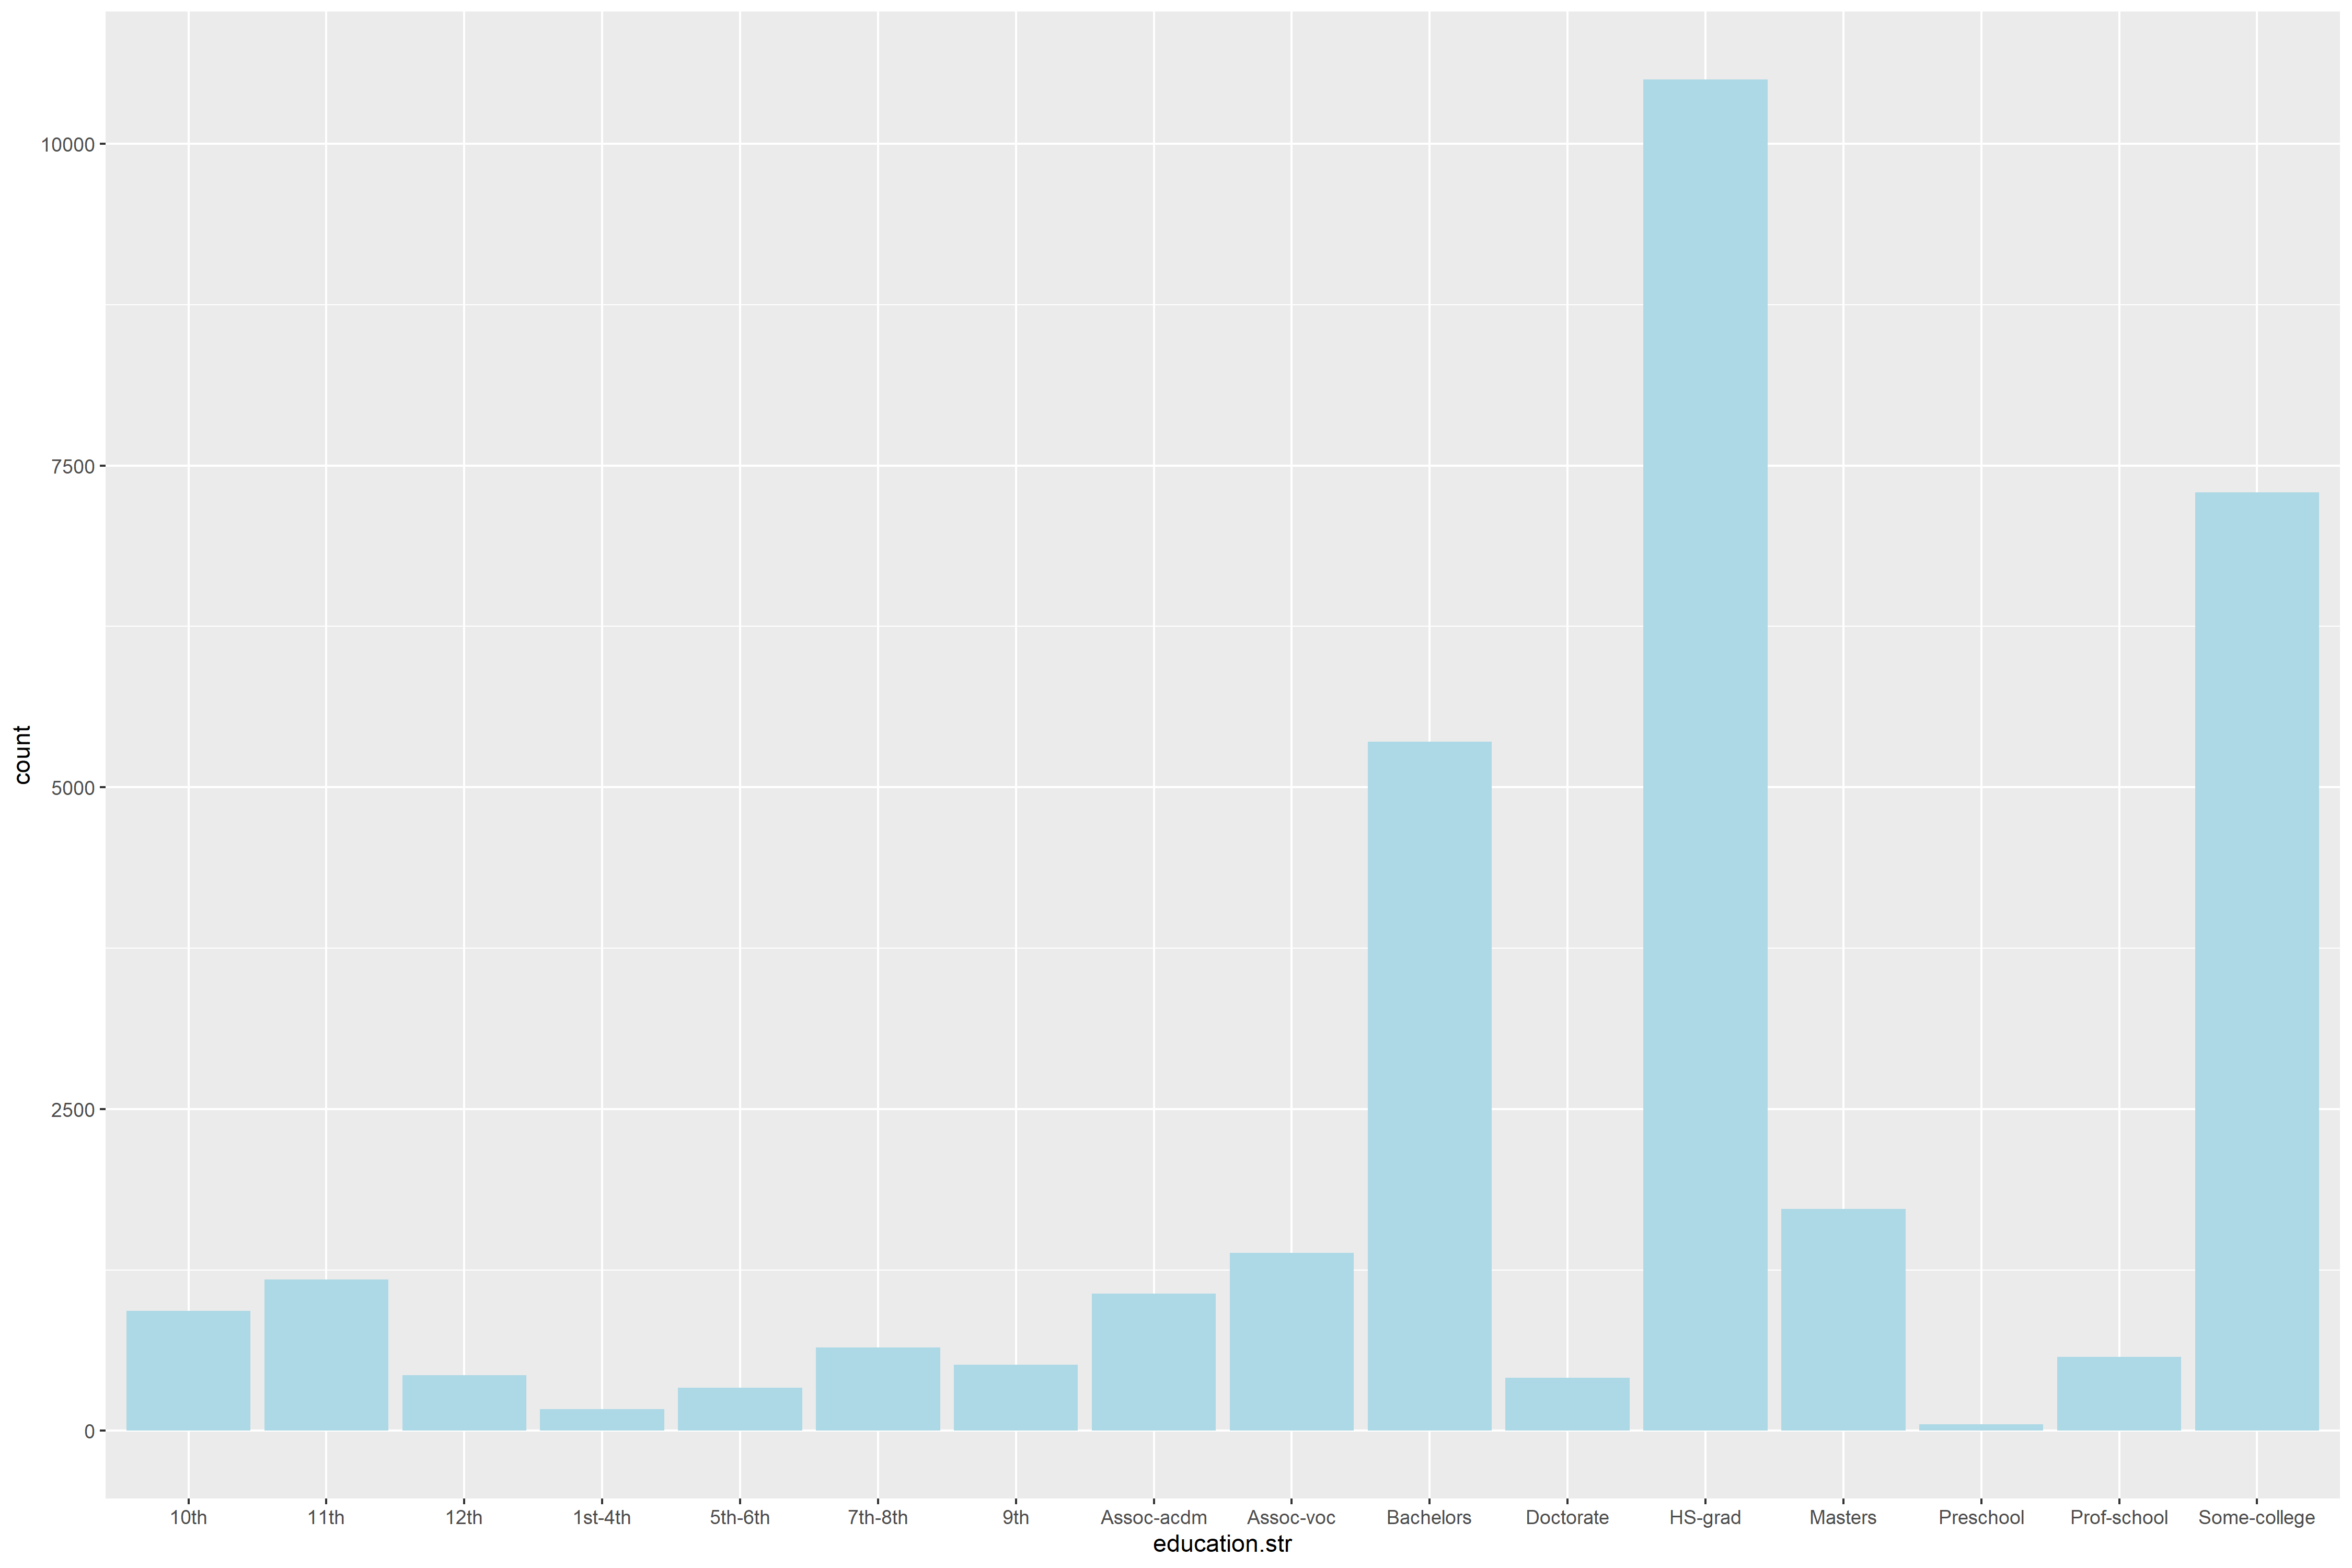 count
10000
7500
5000
2500
0
10th 11th 12th 1st-4th 5th-6th 7th-8th 9th Assoc-acdm Assoc-voc Bachelors Doctorate HS-grad Masters Preschool Prof-school Some-college
education.str